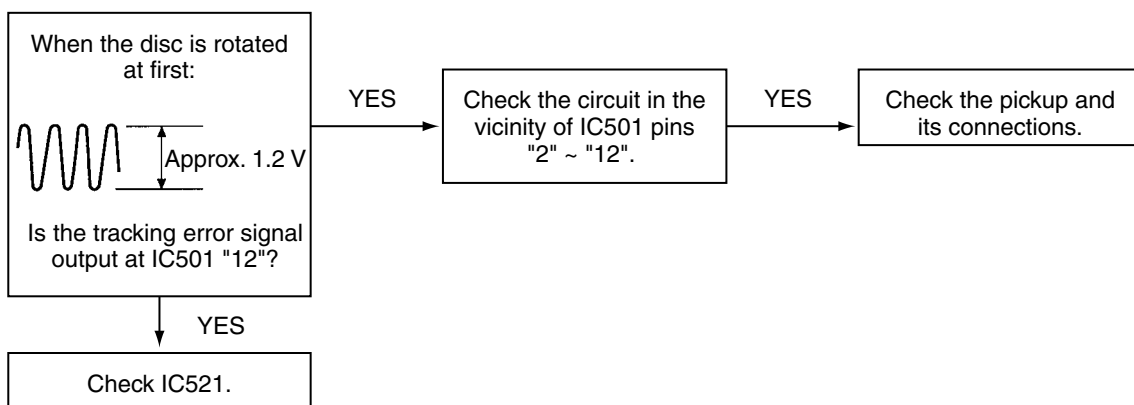 When the disc is rotated
at first:
Approx. 1.2 V
Is the tracking error signal
output at IC501 "12"?
YES
Check the circuit in the
vicinity of IC501 pins
"2" ~ "12".
YES
Check the pickup and
its connections.
YES
Check IC521.